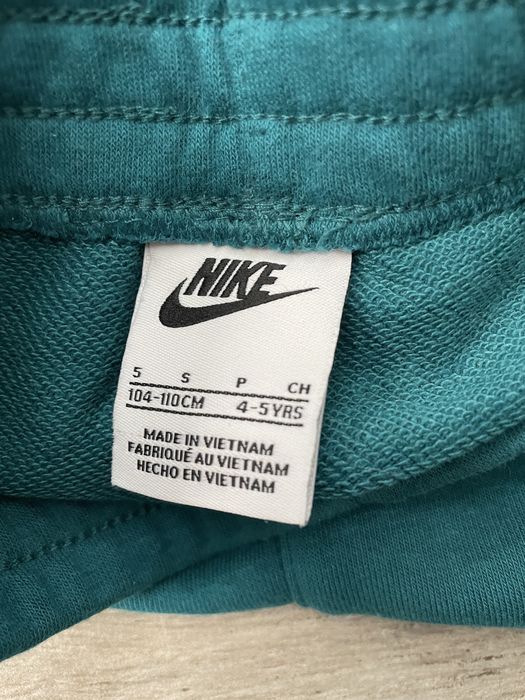 NIKE
5 S P CH
104-110CM 4-5YRS
MADE IN VIETNAM
FABRIQUÉ AU VIETNAM
HECHO EN VIETNAM